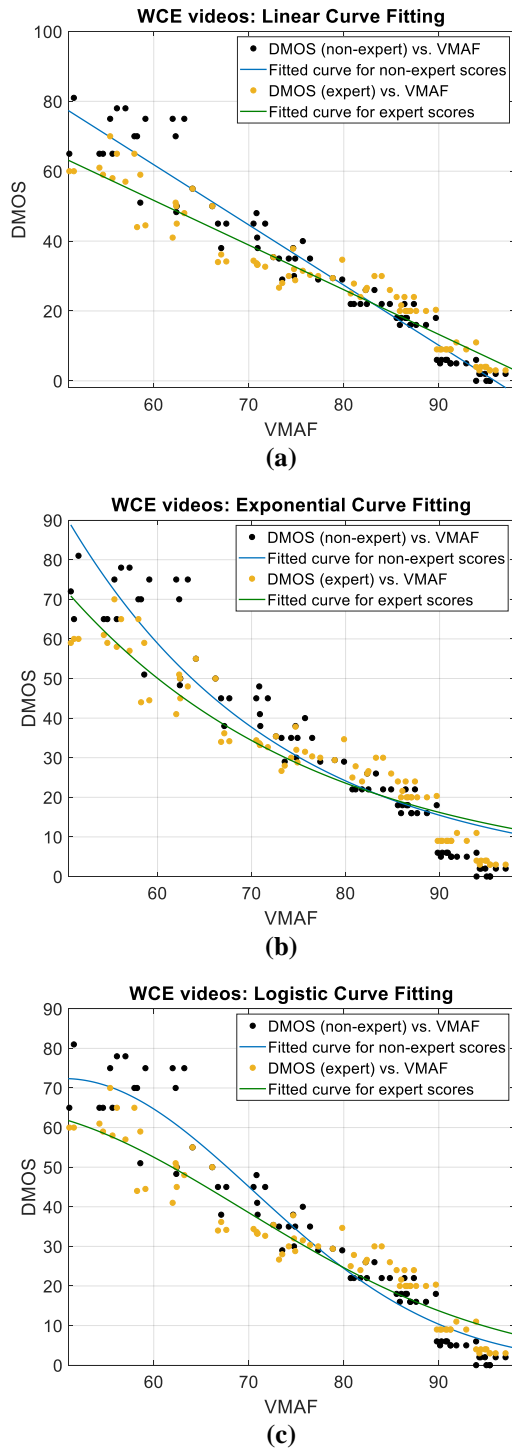 WCE videos: Linear Curve Fitting
100
80
60
40
20
0
DMOS
DMOS (non-expert) vs. VMAF
Fitted curve for non-expert scores
DMOS (expert) vs. VMAF
Fitted curve for expert scores
60 70 80 90
VMAF
(a)
WCE videos: Exponential Curve Fitting
90
80
70
60
50
40
30
20
10
0
DMOS
DMOS (non-expert) vs. VMAF
Fitted curve for non-expert scores
DMOS (expert) vs. VMAF
Fitted curve for expert scores
60 70 80 90
VMAF
(b)
WCE videos: Logistic Curve Fitting
90
80
70
60
50
40
30
20
10
0
DMOS
DMOS (non-expert) vs. VMAF
Fitted curve for non-expert scores
DMOS (expert) vs. VMAF
Fitted curve for expert scores
60 70 80 90
VMAF
(c)